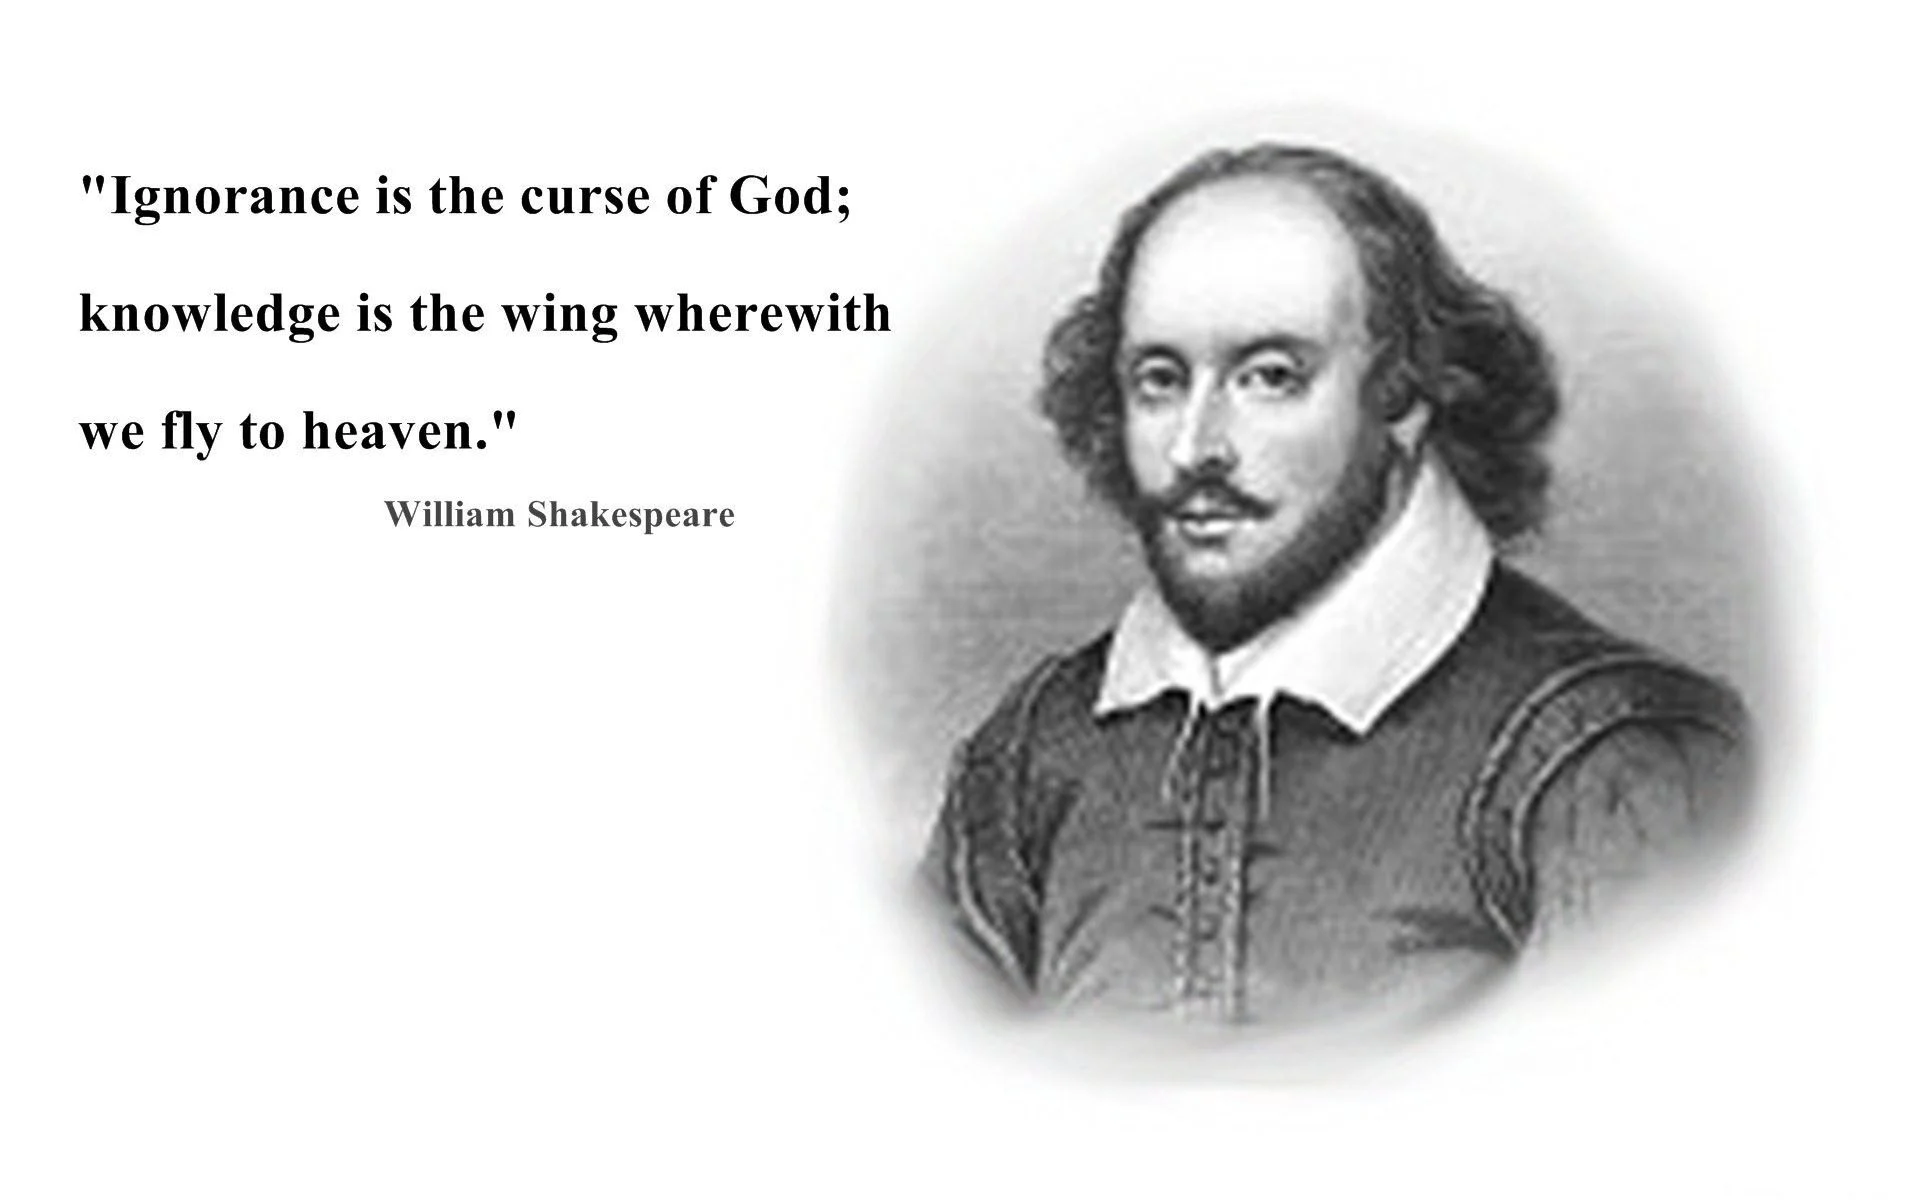 "Ignorance is the curse of God;
knowledge is the wing wherewith
we fly to heaven."
William Shakespeare